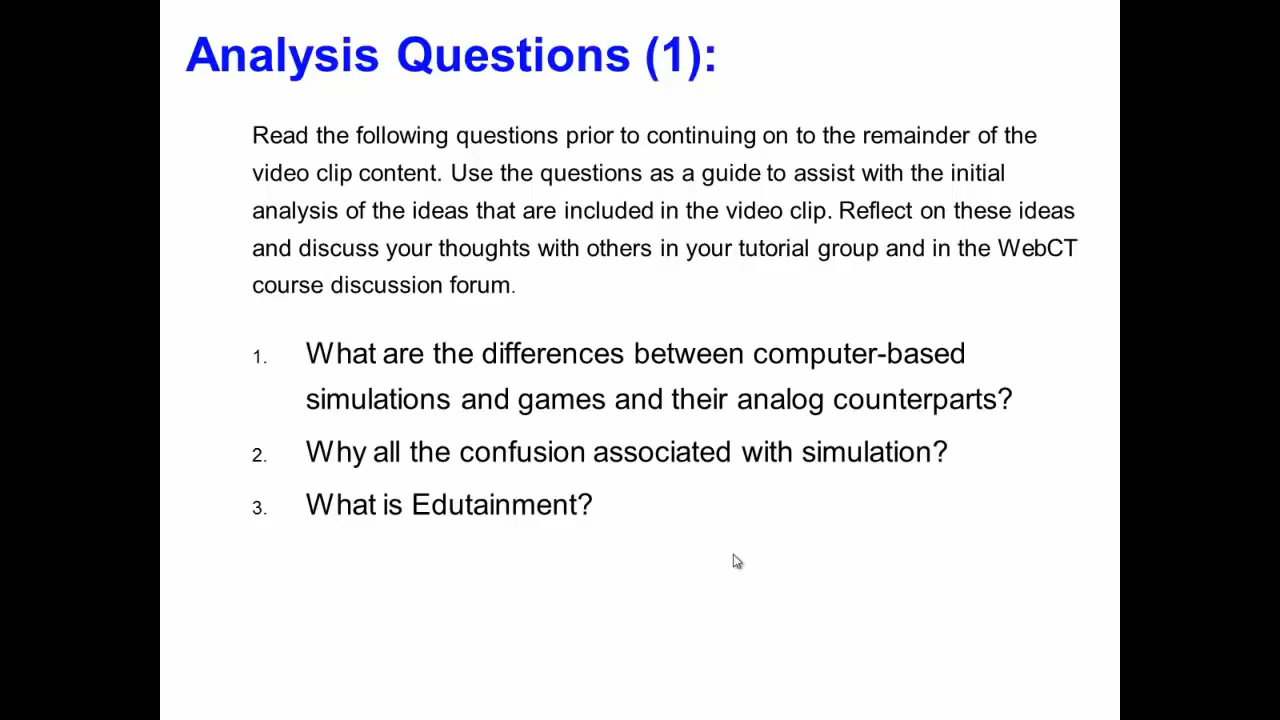 Analysis Questions (1):
Read the following questions prior to continuing on to the remainder of the
video clip content. Use the questions as a guide to assist with the initial
analysis of the ideas that are included in the video clip. Reflect on these ideas
and discuss your thoughts with others in your tutorial group and in the WebCT
course discussion forum.
1. What are the differences between computer-based
simulations and games and their analog counterparts?
2. Why all the confusion associated with simulation?
3. What is Edutainment?